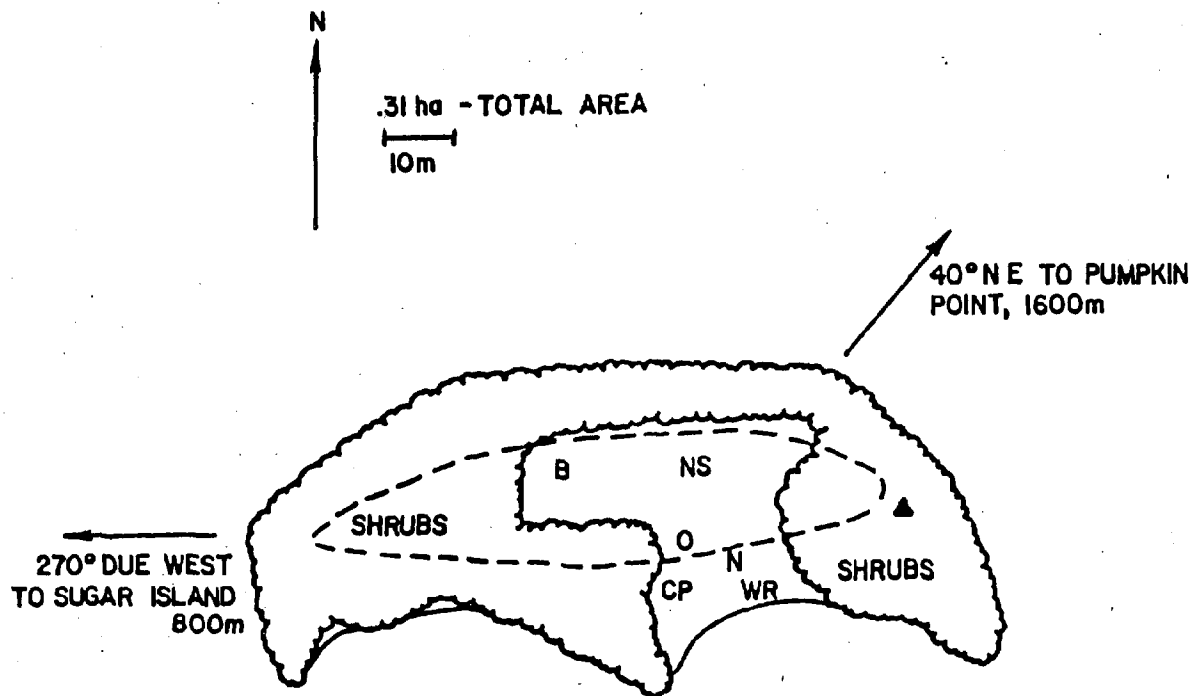 N
.31 ha - TOTAL AREA
10m
40° N E TO PUMPKIN
POINT, 1600m
B
NS
SHRUBS
270° DUE WEST
TO SUGAR ISLAND
800m
O
N
CP
WR
SHRUBS